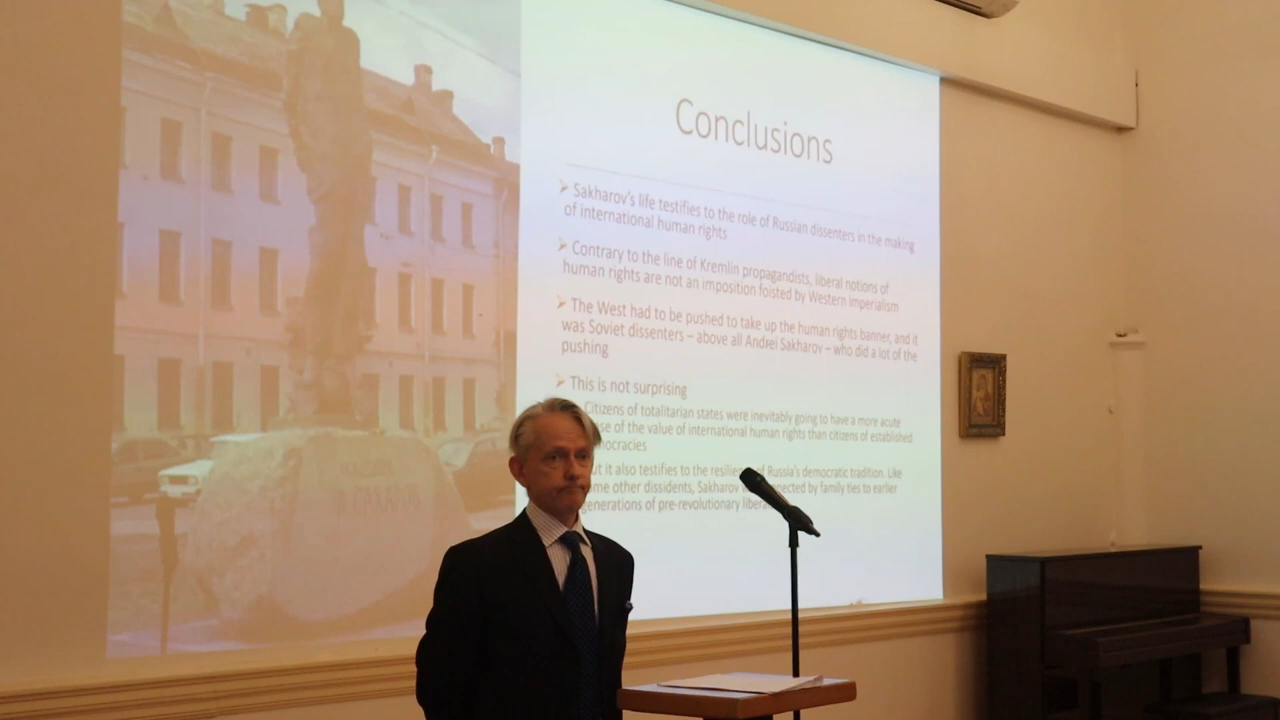 Conclusions
Sakharov's life testifies to the role of Russian dissenters in the making
of international human rights
Contrary to the line of Kremlin propagandists, liberal notions of
human rights are not an imposition foisted by Western imperialism
The West had to be pushed to take up the human rights banner, and it
was Soviet dissenters – above all Andrei Sakharov – who did a lot of the
pushing
This is not surprising
Citizens of totalitarian states were inevitably going to have a more acute
of the value of international human rights than citizens of established
it also testifies to the resilience of Russia's democratic tradition. Like
some other dissidents, Sakharov by family ties to earlier
generations of pre-revolutionary